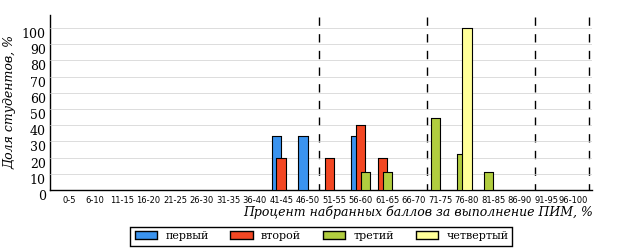 Доля студентов, %
100
90
80
70
60
50
40
30
20
10
0
0-5 6-10 11-15 16-20 21-25 26-30 31-35 36-40 41-45 46-50 51-55 56-60 61-65 66-70 71-75 76-80 81-85 86-90 91-95 96-100
Процент набранных баллов за выполнение ПИМ, %
первый второй третий четвертый